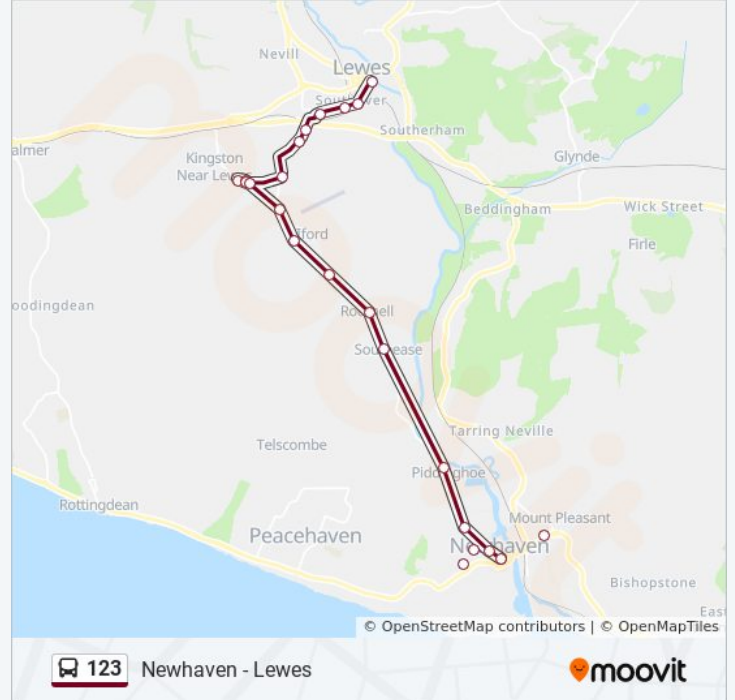 Nevill
Lewes
Southover
Southerham
almer
Kingston
Near Lewes
Glynde
Beddingham
Wick Street
Iford
Firle
oodingdean
Rodmell
Southease
Tarring Neville
Telscombe
Piddinghoe
Rottingdean
Mount Pleasant
Peacehaven
Newhaven
Bishopstone
East
© OpenStreetMap contributors | © OpenMapTiles
123 Newhaven - Lewes
moovit